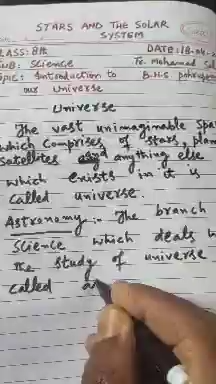 STARS AND THE SOLAR
SYSTEM
CLASS: 8th DATE: 18-04-
SUB: Science Tr. Mohamad
Topic: Introduction to B.H.S
our universe
Universe
The vast unimaginable
which comprises of stars,
satellites and anything else
which exists in it is
called universe.
Astronomy:- The branch
Science which deals
the study of universe
called